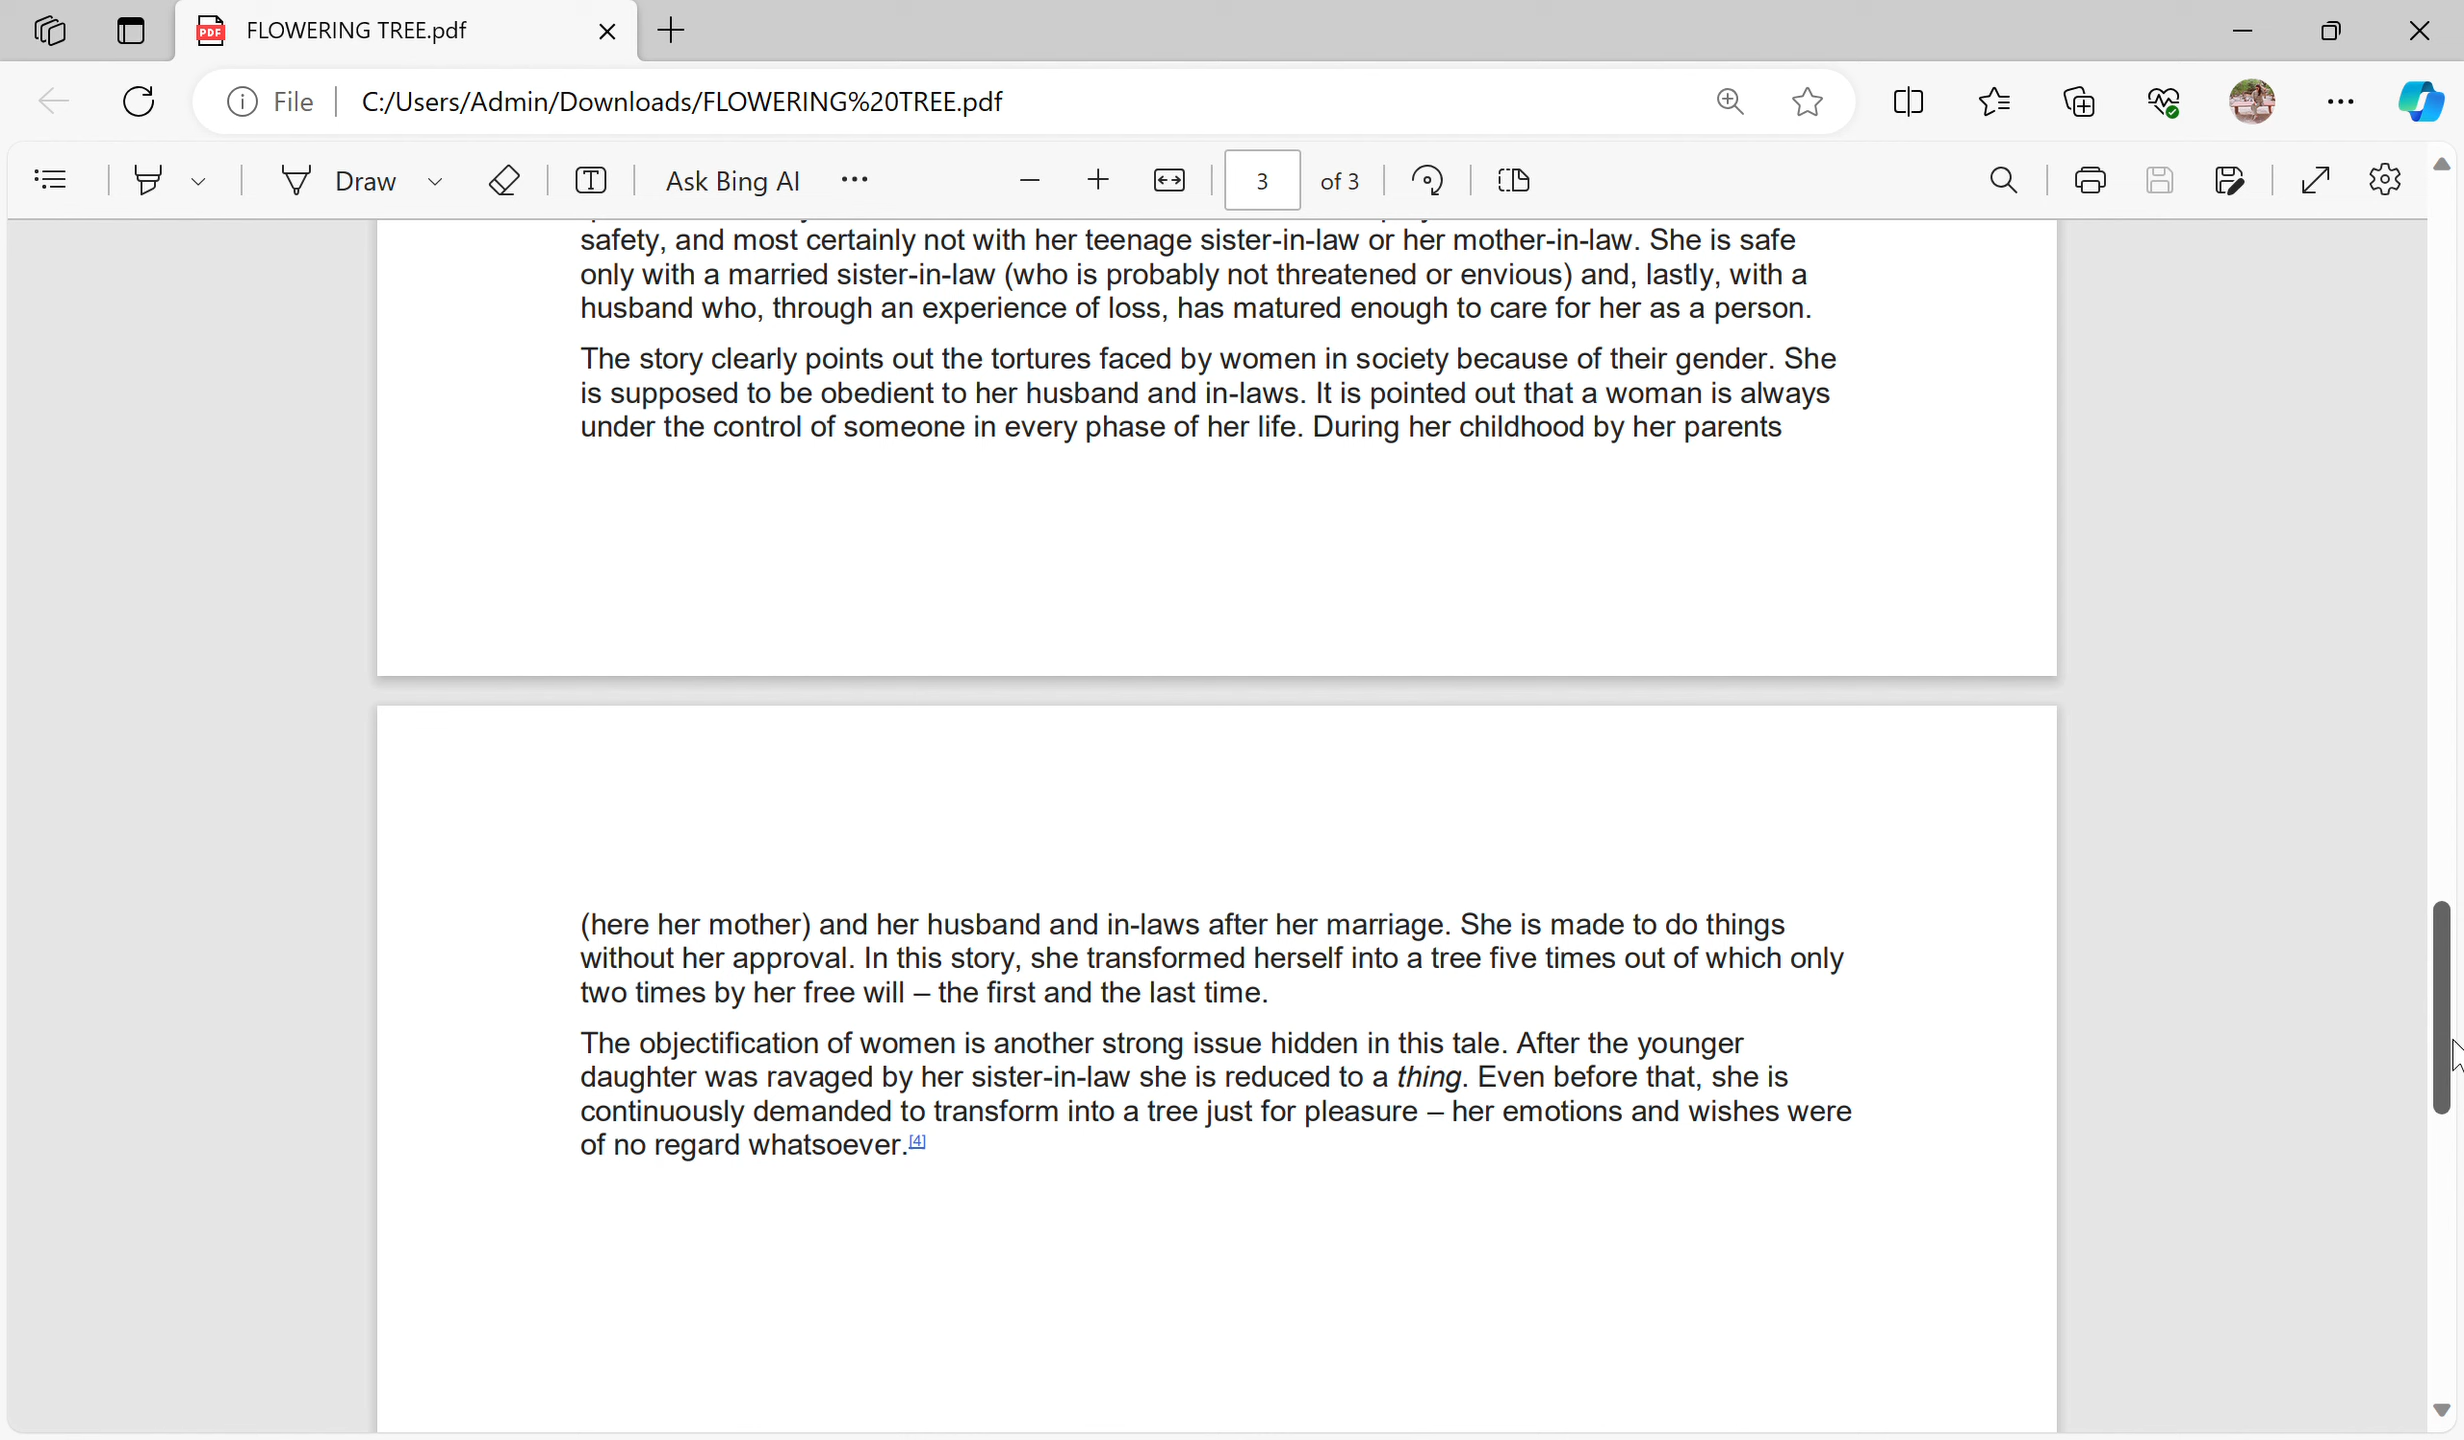 FLOWERING TREE.pdf
File
C:/Users/Admin/Downloads/FLOWERING%20TREE.pdf
Draw
Ask Bing AI
3
of 3
safety, and most certainly not with her teenage sister-in-law or her mother-in-law. She is safe
only with a married sister-in-law (who is probably not threatened or envious) and, lastly, with a
husband who, through an experience of loss, has matured enough to care for her as a person.
The story clearly points out the tortures faced by women in society because of their gender. She
is supposed to be obedient to her husband and in-laws. It is pointed out that a woman is always
under the control of someone in every phase of her life. During her childhood by her parents
(here her mother) and her husband and in-laws after her marriage. She is made to do things
without her approval. In this story, she transformed herself into a tree five times out of which only
two times by her free will – the first and the last time.
The objectification of women is another strong issue hidden in this tale. After the younger
daughter was ravaged by her sister-in-law she is reduced to a thing. Even before that, she is
continuously demanded to transform into a tree just for pleasure – her emotions and wishes were
of no regard whatsoever.[4]